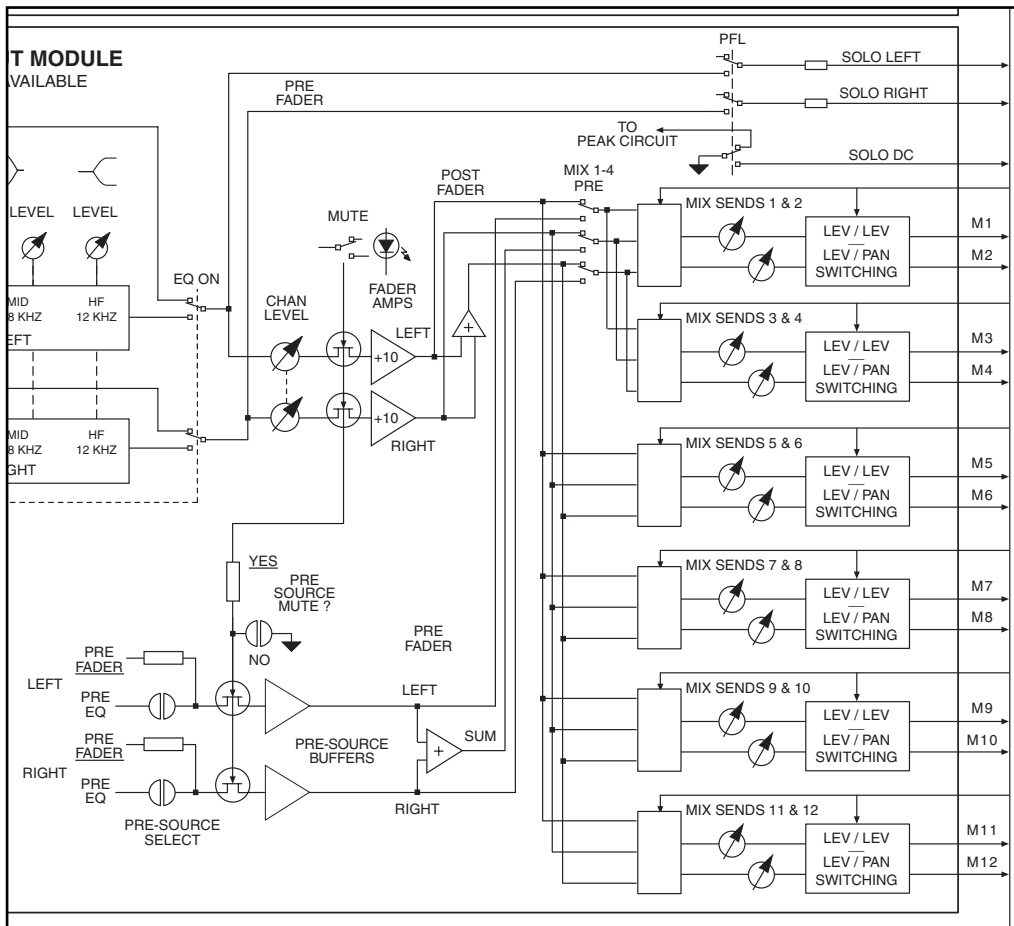 T MODULE
VAILABLE
PFL
SOLO LEFT
PRE
FADER
SOLO RIGHT
TO
PEAK CIRCUIT
SOLO DC
POST
FADER
MIX 1-4
PRE
LEVEL
LEVEL
MUTE
MIX SENDS 1 & 2
LEV / LEV
LEV / PAN
SWITCHING
M1
M2
EQ ON
FADER
AMPS
MID
8 KHZ
HF
12 KHZ
EFT
CHAN
LEVEL
LEFT
+10
+
MIX SENDS 3 & 4
LEV / LEV
LEV / PAN
SWITCHING
M3
M4
MID
8 KHZ
HF
12 KHZ
GHT
+10
RIGHT
MIX SENDS 5 & 6
LEV / LEV
LEV / PAN
SWITCHING
M5
M6
YES
PRE
SOURCE
MUTE ?
NO
MIX SENDS 7 & 8
LEV / LEV
LEV / PAN
SWITCHING
M7
M8
PRE
FADER
LEFT
PRE
EQ
PRE
FADER
LEFT
MIX SENDS 9 & 10
LEV / LEV
LEV / PAN
SWITCHING
M9
M10
PRE
FADER
RIGHT
PRE
EQ
PRE-SOURCE
BUFFERS
+
SUM
RIGHT
PRE-SOURCE
SELECT
MIX SENDS 11 & 12
LEV / LEV
LEV / PAN
SWITCHING
M11
M12